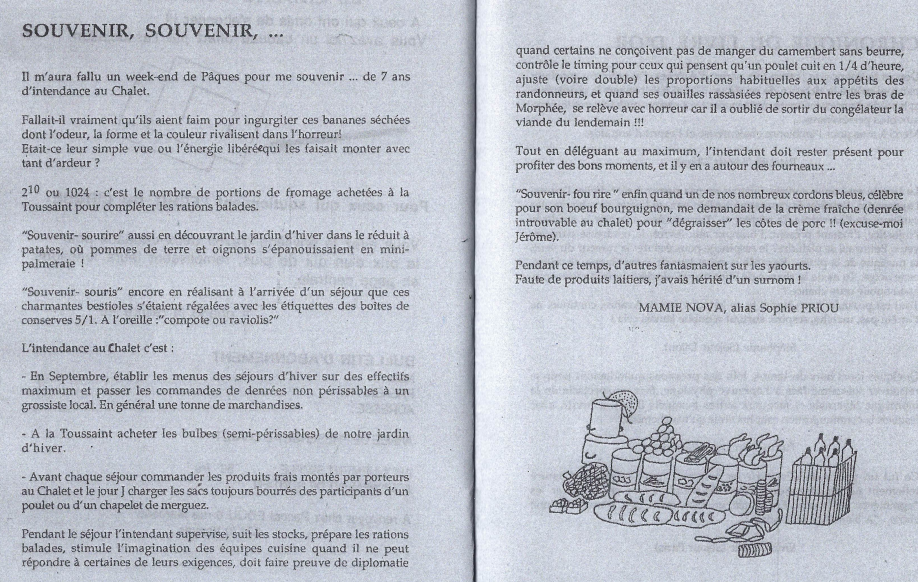 SOUVENIR, SOUVENIR, ...
Il m'aura fallu un week-end de Pâques pour me souvenir ... de 7 ans
d'intendance au Chalet.
Fallait-il vraiment qu'ils aient faim pour ingurgiter ces bananes séchées
dont l'odeur, la forme et la couleur rivalisent dans l'horreur!
Etait-ce leur simple vue ou l'énergie libéréequi les faisait monter avec
tant d'ardeur ?
2¹⁰ ou 1024 : c'est le nombre de portions de fromage achetées à la
Toussaint pour compléter les rations balades.
"Souvenir- sourire" aussi en découvrant le jardin d'hiver dans le réduit à
patates, où pommes de terre et oignons s'épanouissaient en mini-
palmeraie !
"Souvenir- souris" encore en réalisant à l'arrivée d'un séjour que ces
charmantes bestioles s'étaient régalées avec les étiquettes des boîtes de
conserves 5/1. A l'oreille :"compote ou raviolis?"
L'intendance au Chalet c'est :
- En Septembre, établir les menus des séjours d'hiver sur des effectifs
maximum et passer les commandes de denrées non périssables à un
grossiste local. En général une tonne de marchandises.
- A la Toussaint acheter les bulbes (semi-périssables) de notre jardin
d'hiver.
- Avant chaque séjour commander les produits frais montés par porteurs
au Chalet et le jour J charger les sacs toujours bourrés des participants d'un
poulet ou d'un chapelet de merguez.
Pendant le séjour l'intendant supervise, suit les stocks, prépare les rations
balades, stimule l'imagination des équipes cuisine quand il ne peut
répondre à certaines de leurs exigences, doit faire preuve de diplomatie
quand certains ne conçoivent pas de manger du camembert sans beurre,
contrôle le timing pour ceux qui pensent qu'un poulet cuit en 1/4 d'heure,
ajuste (voire double) les proportions habituelles aux appétits des
randonneurs, et quand ses ouailles rassasiées reposent entre les bras de
Morphée, se relève avec horreur car il a oublié de sortir du congélateur la
viande du lendemain !!!
Tout en déléguant au maximum, l'intendant doit rester présent pour
profiter des bons moments, et il y en a autour des fourneaux ...
"Souvenir- fou rire " enfin quand un de nos nombreux cordons bleus, célèbre
pour son boeuf bourguignon, me demandait de la crème fraîche (denrée
introuvable au chalet) pour "dégraisser" les côtes de porc !! (excuse-moi
Jérôme).
Pendant ce temps, d'autres fantasmaient sur les yaourts.
Faute de produits laitiers, j'avais hérité d'un surnom !
MAMIE NOVA, alias Sophie PRIOU